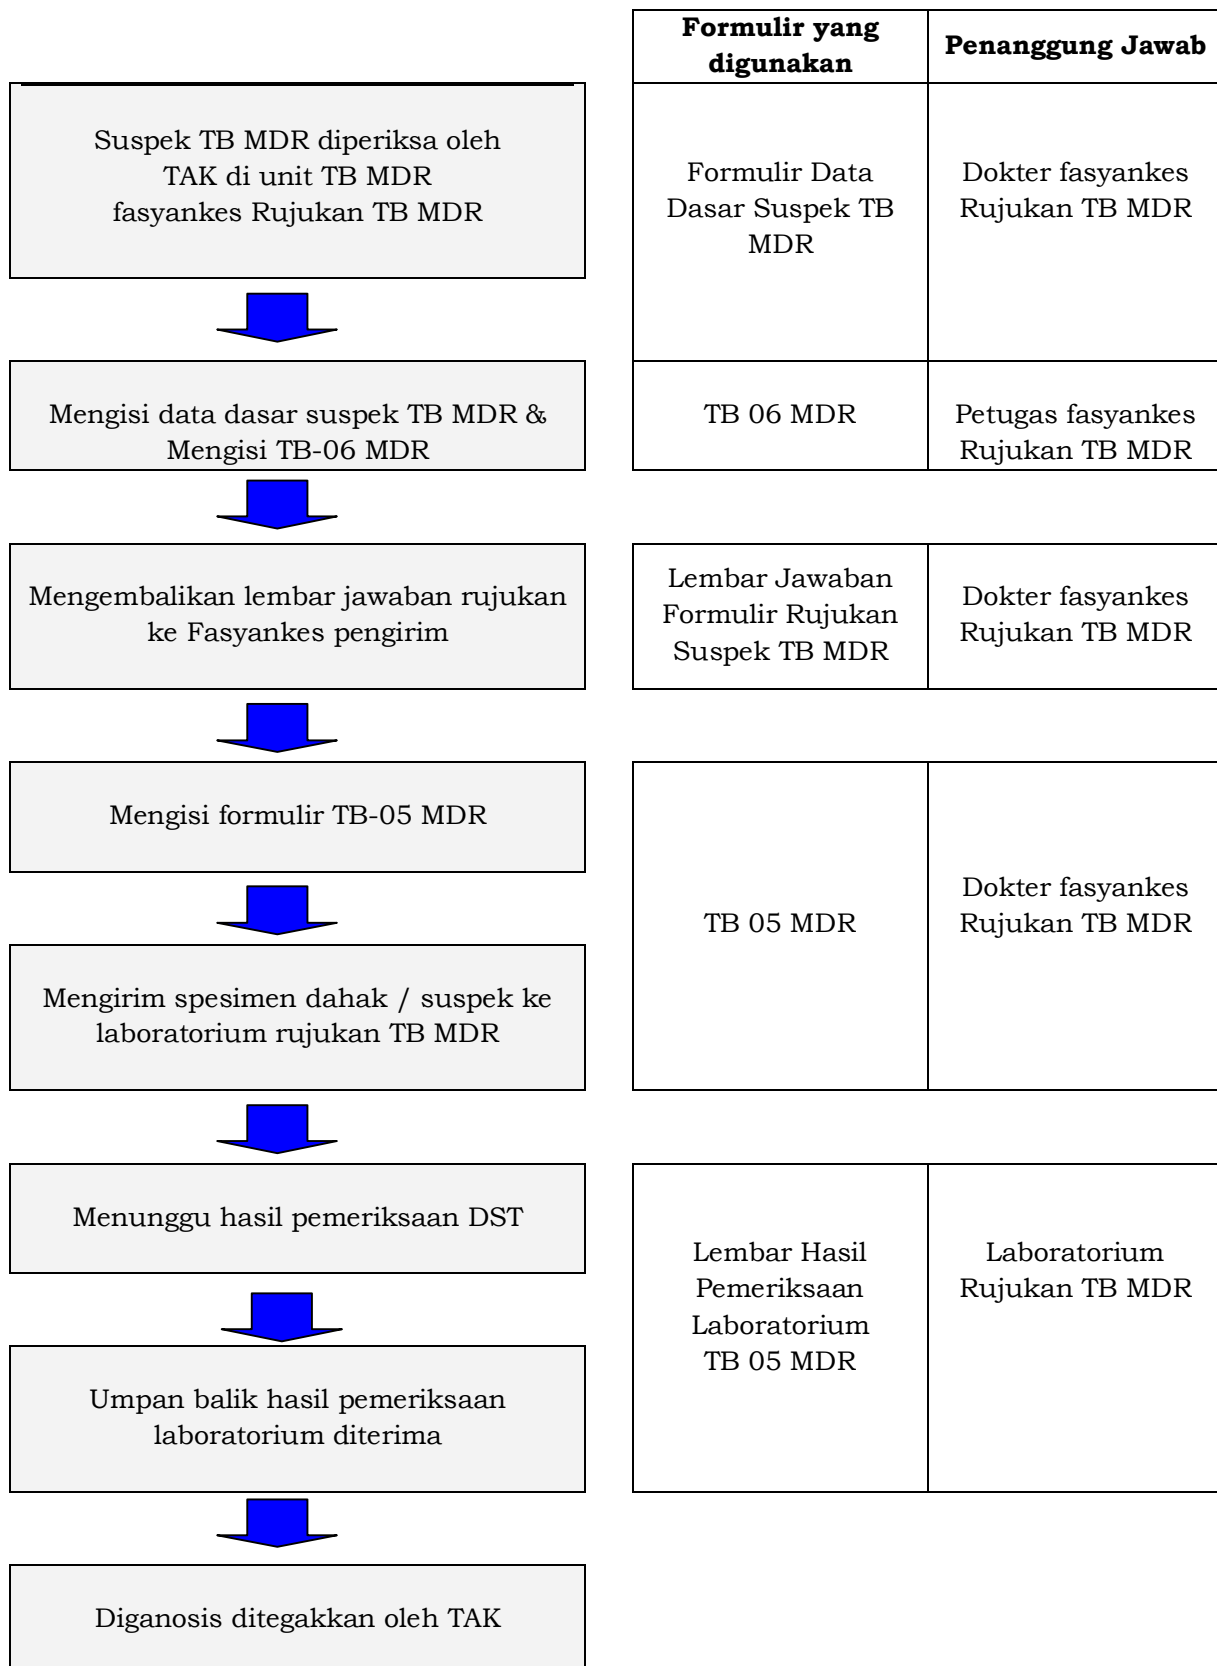 Formulir yang
digunakan
Penanggung Jawab
Suspek TB MDR diperiksa oleh
TAK di unit TB MDR
fasyankes Rujukan TB MDR
Formulir Data
Dasar Suspek TB
MDR
Dokter fasyankes
Rujukan TB MDR
Mengisi data dasar suspek TB MDR &
Mengisi TB-06 MDR
TB 06 MDR
Petugas fasyankes
Rujukan TB MDR
Mengembalikan lembar jawaban rujukan
ke Fasyankes pengirim
Lembar Jawaban
Formulir Rujukan
Suspek TB MDR
Dokter fasyankes
Rujukan TB MDR
Mengisi formulir TB-05 MDR
Mengirim spesimen dahak / suspek ke
laboratorium rujukan TB MDR
TB 05 MDR
Dokter fasyankes
Rujukan TB MDR
Menunggu hasil pemeriksaan DST
Umpan balik hasil pemeriksaan
laboratorium diterima
Lembar Hasil
Pemeriksaan
Laboratorium
TB 05 MDR
Laboratorium
Rujukan TB MDR
Diganosis ditegakkan oleh TAK